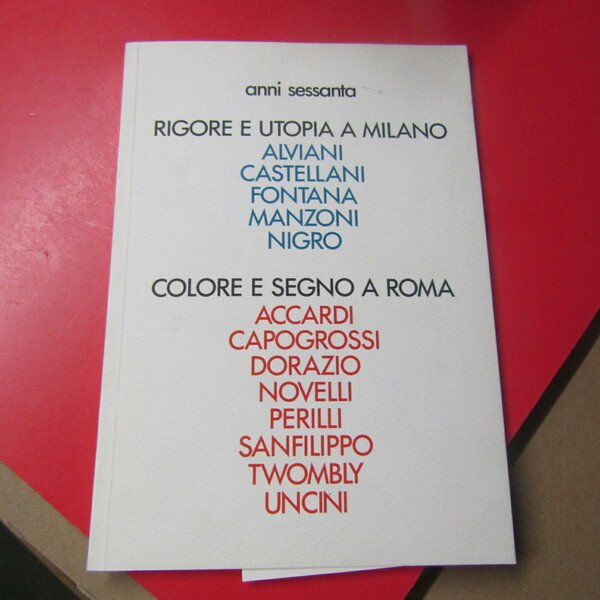 anni sessanta
RIGORE E UTOPIA A MILANO
ALVIANI
CASTELLANI
FONTANA
MANZONI
NIGRO
COLORE E SEGNO A ROMA
ACCARDI
CAPOGROSSI
DORAZIO
NOVELLI
PERILLI
SANFILIPPO
TWOMBLY
UNCINI